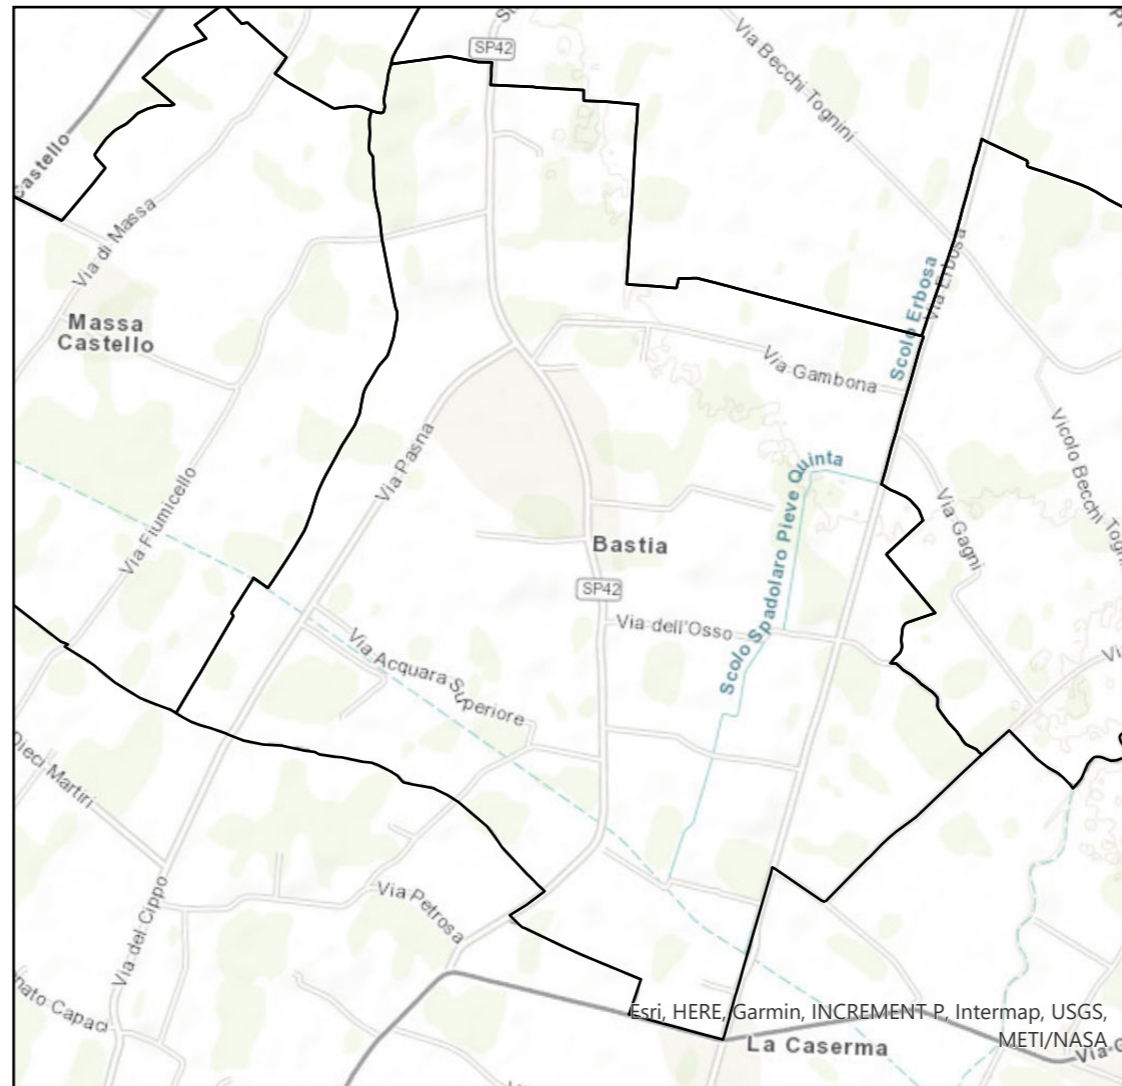 SP42
Via Becchi Tognini
Castello
Via di Massa
Scolo Erbosa
Via Erbosa
Massa
Castello
Via Gambona
Via Pasna
Vicolo Becchi Togni
Scolo Spadolaro Pieve Quinta
Via Fiumicello
Via Gagni
Bastia
SP42
Via dell'Osso
Via Acquara Superiore
Dieci Martiri
Via Petrosa
Via del Cippo
nato Capaci
Esri, HERE, Garmin, INCREMENT P, Intermap, USGS,
METI/NASA
La Caserma